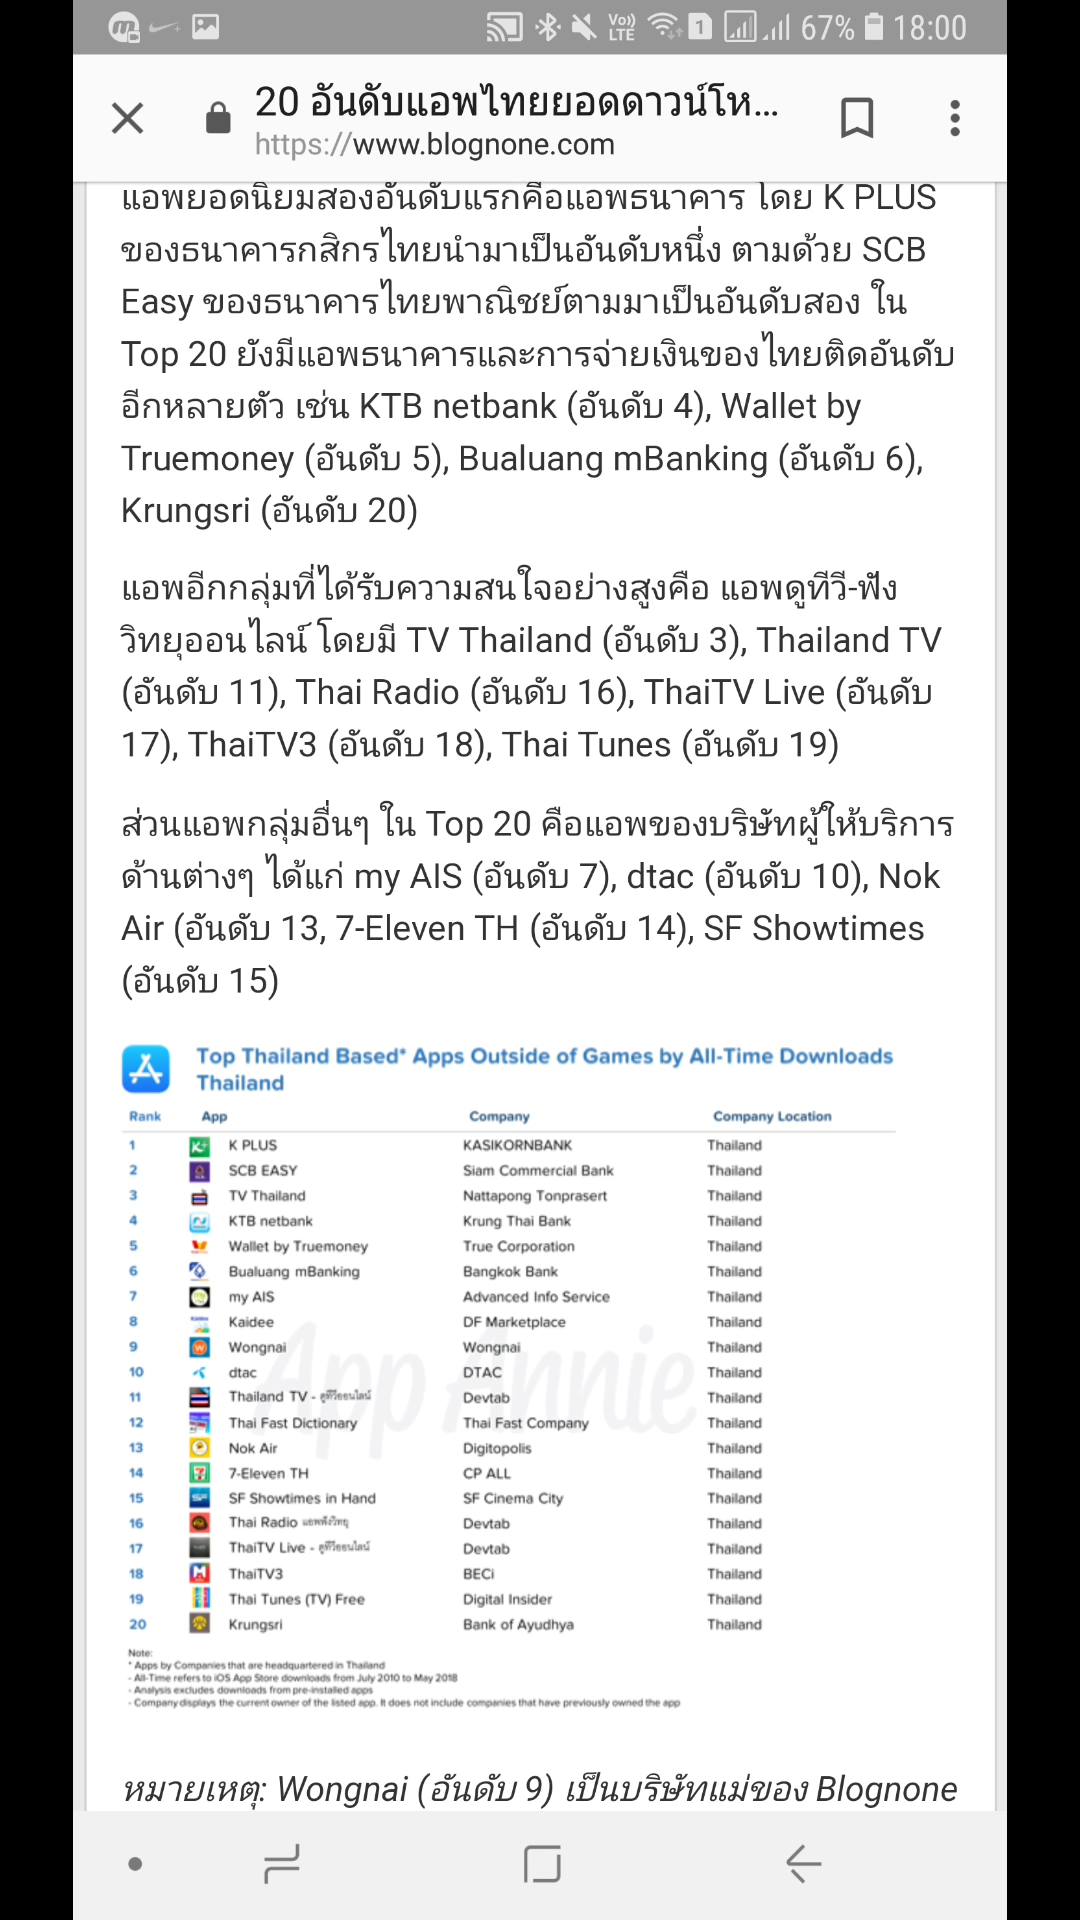 VoD LTE 1 67% 18:00
20 อันดับแอพไทยยอดดาวน์โห...
https://www.blognone.com
แอพยอดนิยมสองอันดับแรกคือแอพธนาคาร โดย K PLUS
ของธนาคารกสิกรไทยนำมาเป็นอันดับหนึ่ง ตามด้วย SCB
Easy ของธนาคารไทยพาณิชย์ตามมาเป็นอันดับสอง ใน
Top 20 ยังมีแอพธนาคารและการจ่ายเงินของไทยติดอันดับ
อีกหลายตัว เช่น KTB netbank (อันดับ 4), Wallet by
Truemoney (อันดับ 5), Bualuang mBanking (อันดับ 6),
Krungsri (อันดับ 20)
แอพอีกกลุ่มที่ได้รับความสนใจอย่างสูงคือ แอพดูทีวี-ฟัง
วิทยุออนไลน์ โดยมี TV Thailand (อันดับ 3), Thailand TV
(อันดับ 11), Thai Radio (อันดับ 16), ThaiTV Live (อันดับ
17), ThaiTV3 (อันดับ 18), Thai Tunes (อันดับ 19)
ส่วนแอพกลุ่มอื่นๆ ใน Top 20 คือแอพของบริษัทผู้ให้บริการ
ด้านต่างๆ ได้แก่ my AIS (อันดับ 7), dtac (อันดับ 10), Nok
Air (อันดับ 13, 7-Eleven TH (อันดับ 14), SF Showtimes
(อันดับ 15)
Top Thailand Based* Apps Outside of Games by All-Time Downloads
Thailand
Rank App Company Company Location
1 K PLUS KASIKORNBANK Thailand
2 SCB EASY Siam Commercial Bank Thailand
3 TV Thailand Nattapong Tonprasert Thailand
4 KTB netbank Krung Thai Bank Thailand
5 Wallet by Truemoney True Corporation Thailand
6 Bualuang mBanking Bangkok Bank Thailand
7 my AIS Advanced Info Service Thailand
8 Kaidee DF Marketplace Thailand
9 Wongnai Wongnai Thailand
10 dtac DTAC Thailand
11 Thailand TV - ดูทีวีออนไลน์ Devtab Thailand
12 Thai Fast Dictionary Thai Fast Company Thailand
13 Nok Air Digitopolis Thailand
14 7-Eleven TH CP ALL Thailand
15 SF Showtimes in Hand SF Cinema City Thailand
16 Thai Radio แอพฟังวิทยุ Devtab Thailand
17 ThaiTV Live - ดูทีวีออนไลน์ Devtab Thailand
18 ThaiTV3 BECi Thailand
19 Thai Tunes (TV) Free Digital Insider Thailand
20 Krungsri Bank of Ayudhya Thailand
App Annie
Note:
* Apps by Companies that are headquartered in Thailand
- All-Time refers to iOS App Store downloads from July 2010 to May 2018
- Analysis excludes downloads from pre-installed apps
- Company displays the current owner of the listed app. It does not include companies that have previously owned the app
หมายเหตุ: Wongnai (อันดับ 9) เป็นบริษัทแม่ของ Blognone